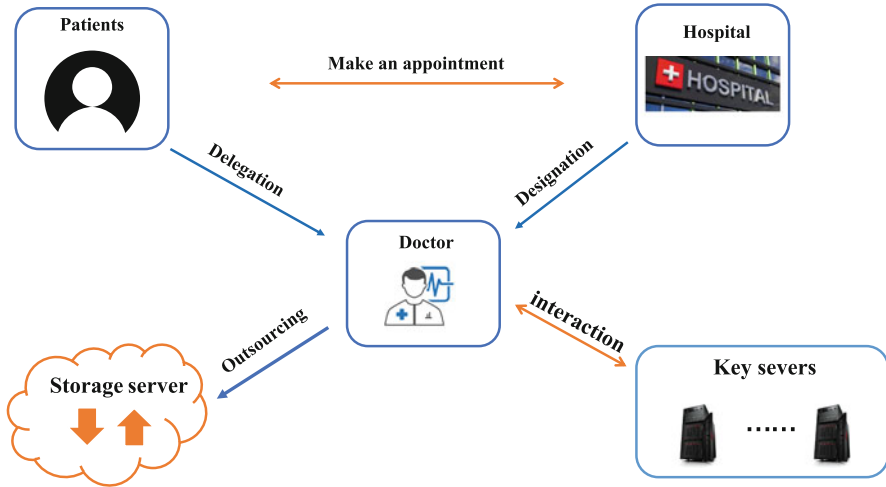 Patients
Hospital
Make an appointment
HOSPITAL
Delegation
Designation
Doctor
Outsourcing
interaction
Storage server
Key severs
......